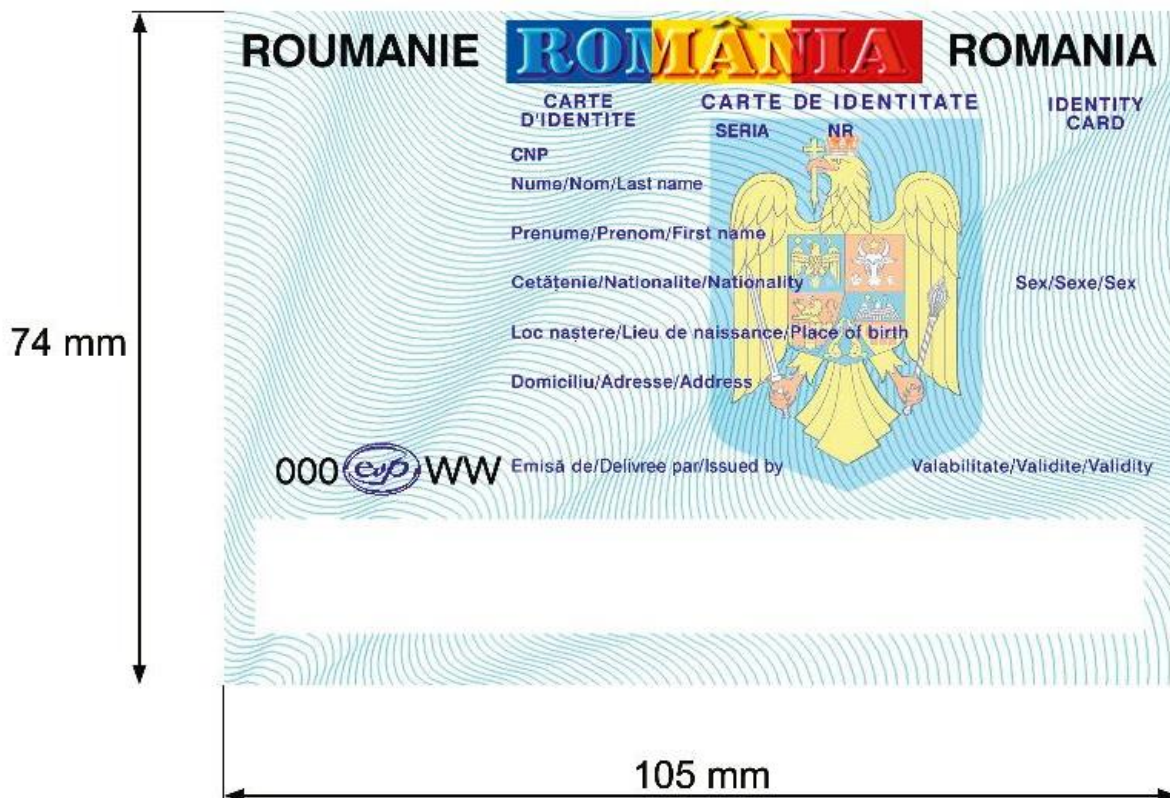 ROUMANIE ROMÂNIA ROMANIA
CARTE D'IDENTITE CARTE DE IDENTITATE IDENTITY CARD
SERIA NR
CNP
Nume/Nom/Last name
Prenume/Prenom/First name
Cetăţenie/Nationalite/Nationality Sex/Sexe/Sex
Loc naştere/Lieu de naissance/Place of birth
74 mm
Domiciliu/Adresse/Address
000 WW Emisă de/Delivree par/Issued by Valabilitate/Validite/Validity
105 mm